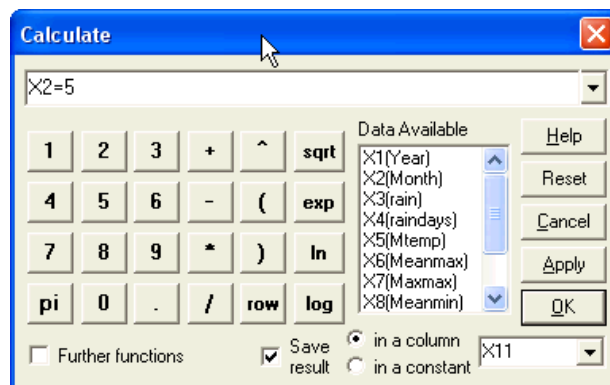 Calculate
X2=5
1 2 3 + ^ sqrt
4 5 6 - ( exp
7 8 9 * ) ln
pi 0 . / row log
Data Available
X1(Year)
X2(Month)
X3(rain)
X4(raindays)
X5(Mtemp)
X6(Meanmax)
X7(Maxmax)
X8(Meanmin)
Help
Reset
Cancel
Apply
OK
Further functions
Save result
in a column
in a constant
X11